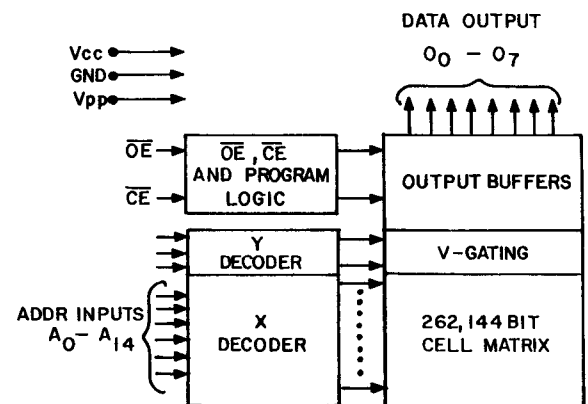 DATA OUTPUT
O0 - O7
Vcc
GND
Vpp
OE
CE
OE, CE
AND PROGRAM
LOGIC
OUTPUT BUFFERS
Y
DECODER
V-GATING
ADDR INPUTS
A0- A14
X
DECODER
262,144 BIT
CELL MATRIX